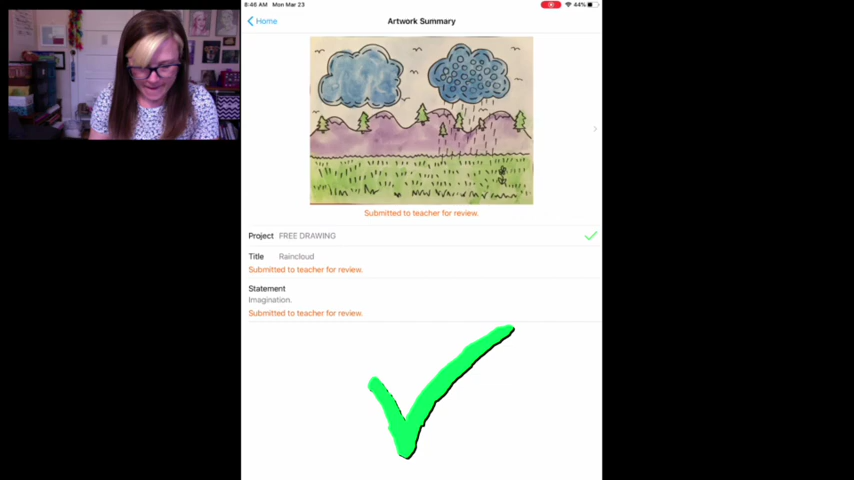 8:46 AM Mon Mar 23
44%
Home
Artwork Summary
Submitted to teacher for review.
Project FREE DRAWING
Title Raincloud
Submitted to teacher for review.
Statement
Imagination.
Submitted to teacher for review.